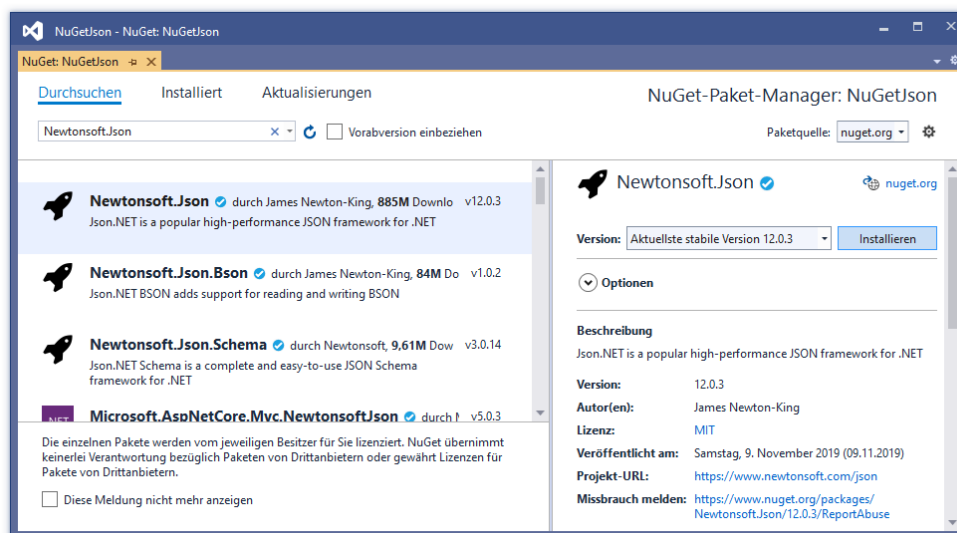 NuGetJson - NuGet: NuGetJson
NuGet: NuGetJson
Durchsuchen Installiert Aktualisierungen
NuGet-Paket-Manager: NuGetJson
Newtonsoft.Json
Vorabversion einbeziehen
Paketquelle: nuget.org
Newtonsoft.Json durch James Newton-King, 885M Downlo v12.0.3
Json.NET is a popular high-performance JSON framework for .NET
Newtonsoft.Json.Bson durch James Newton-King, 84M Do v1.0.2
Json.NET BSON adds support for reading and writing BSON
Newtonsoft.Json.Schema durch Newtonsoft, 9,61M Dow v3.0.14
Json.NET Schema is a complete and easy-to-use JSON Schema
framework for .NET
.NET Microsoft.AspNetCore.Mvc.NewtonsoftJson durch v5.0.3
Die einzelnen Pakete werden vom jeweiligen Besitzer für Sie lizenziert. NuGet übernimmt
keinerlei Verantwortung bezüglich Paketen von Drittanbietern oder gewährt Lizenzen für
Pakete von Drittanbietern.
Diese Meldung nicht mehr anzeigen
Newtonsoft.Json nuget.org
Version: Aktuellste stabile Version 12.0.3 Installieren
Optionen
Beschreibung
Json.NET is a popular high-performance JSON framework for .NET
Version: 12.0.3
Autor(en): James Newton-King
Lizenz: MIT
Veröffentlicht am: Samstag, 9. November 2019 (09.11.2019)
Projekt-URL: https://www.newtonsoft.com/json
Missbrauch melden: https://www.nuget.org/packages/
Newtonsoft.Json/12.0.3/ReportAbuse